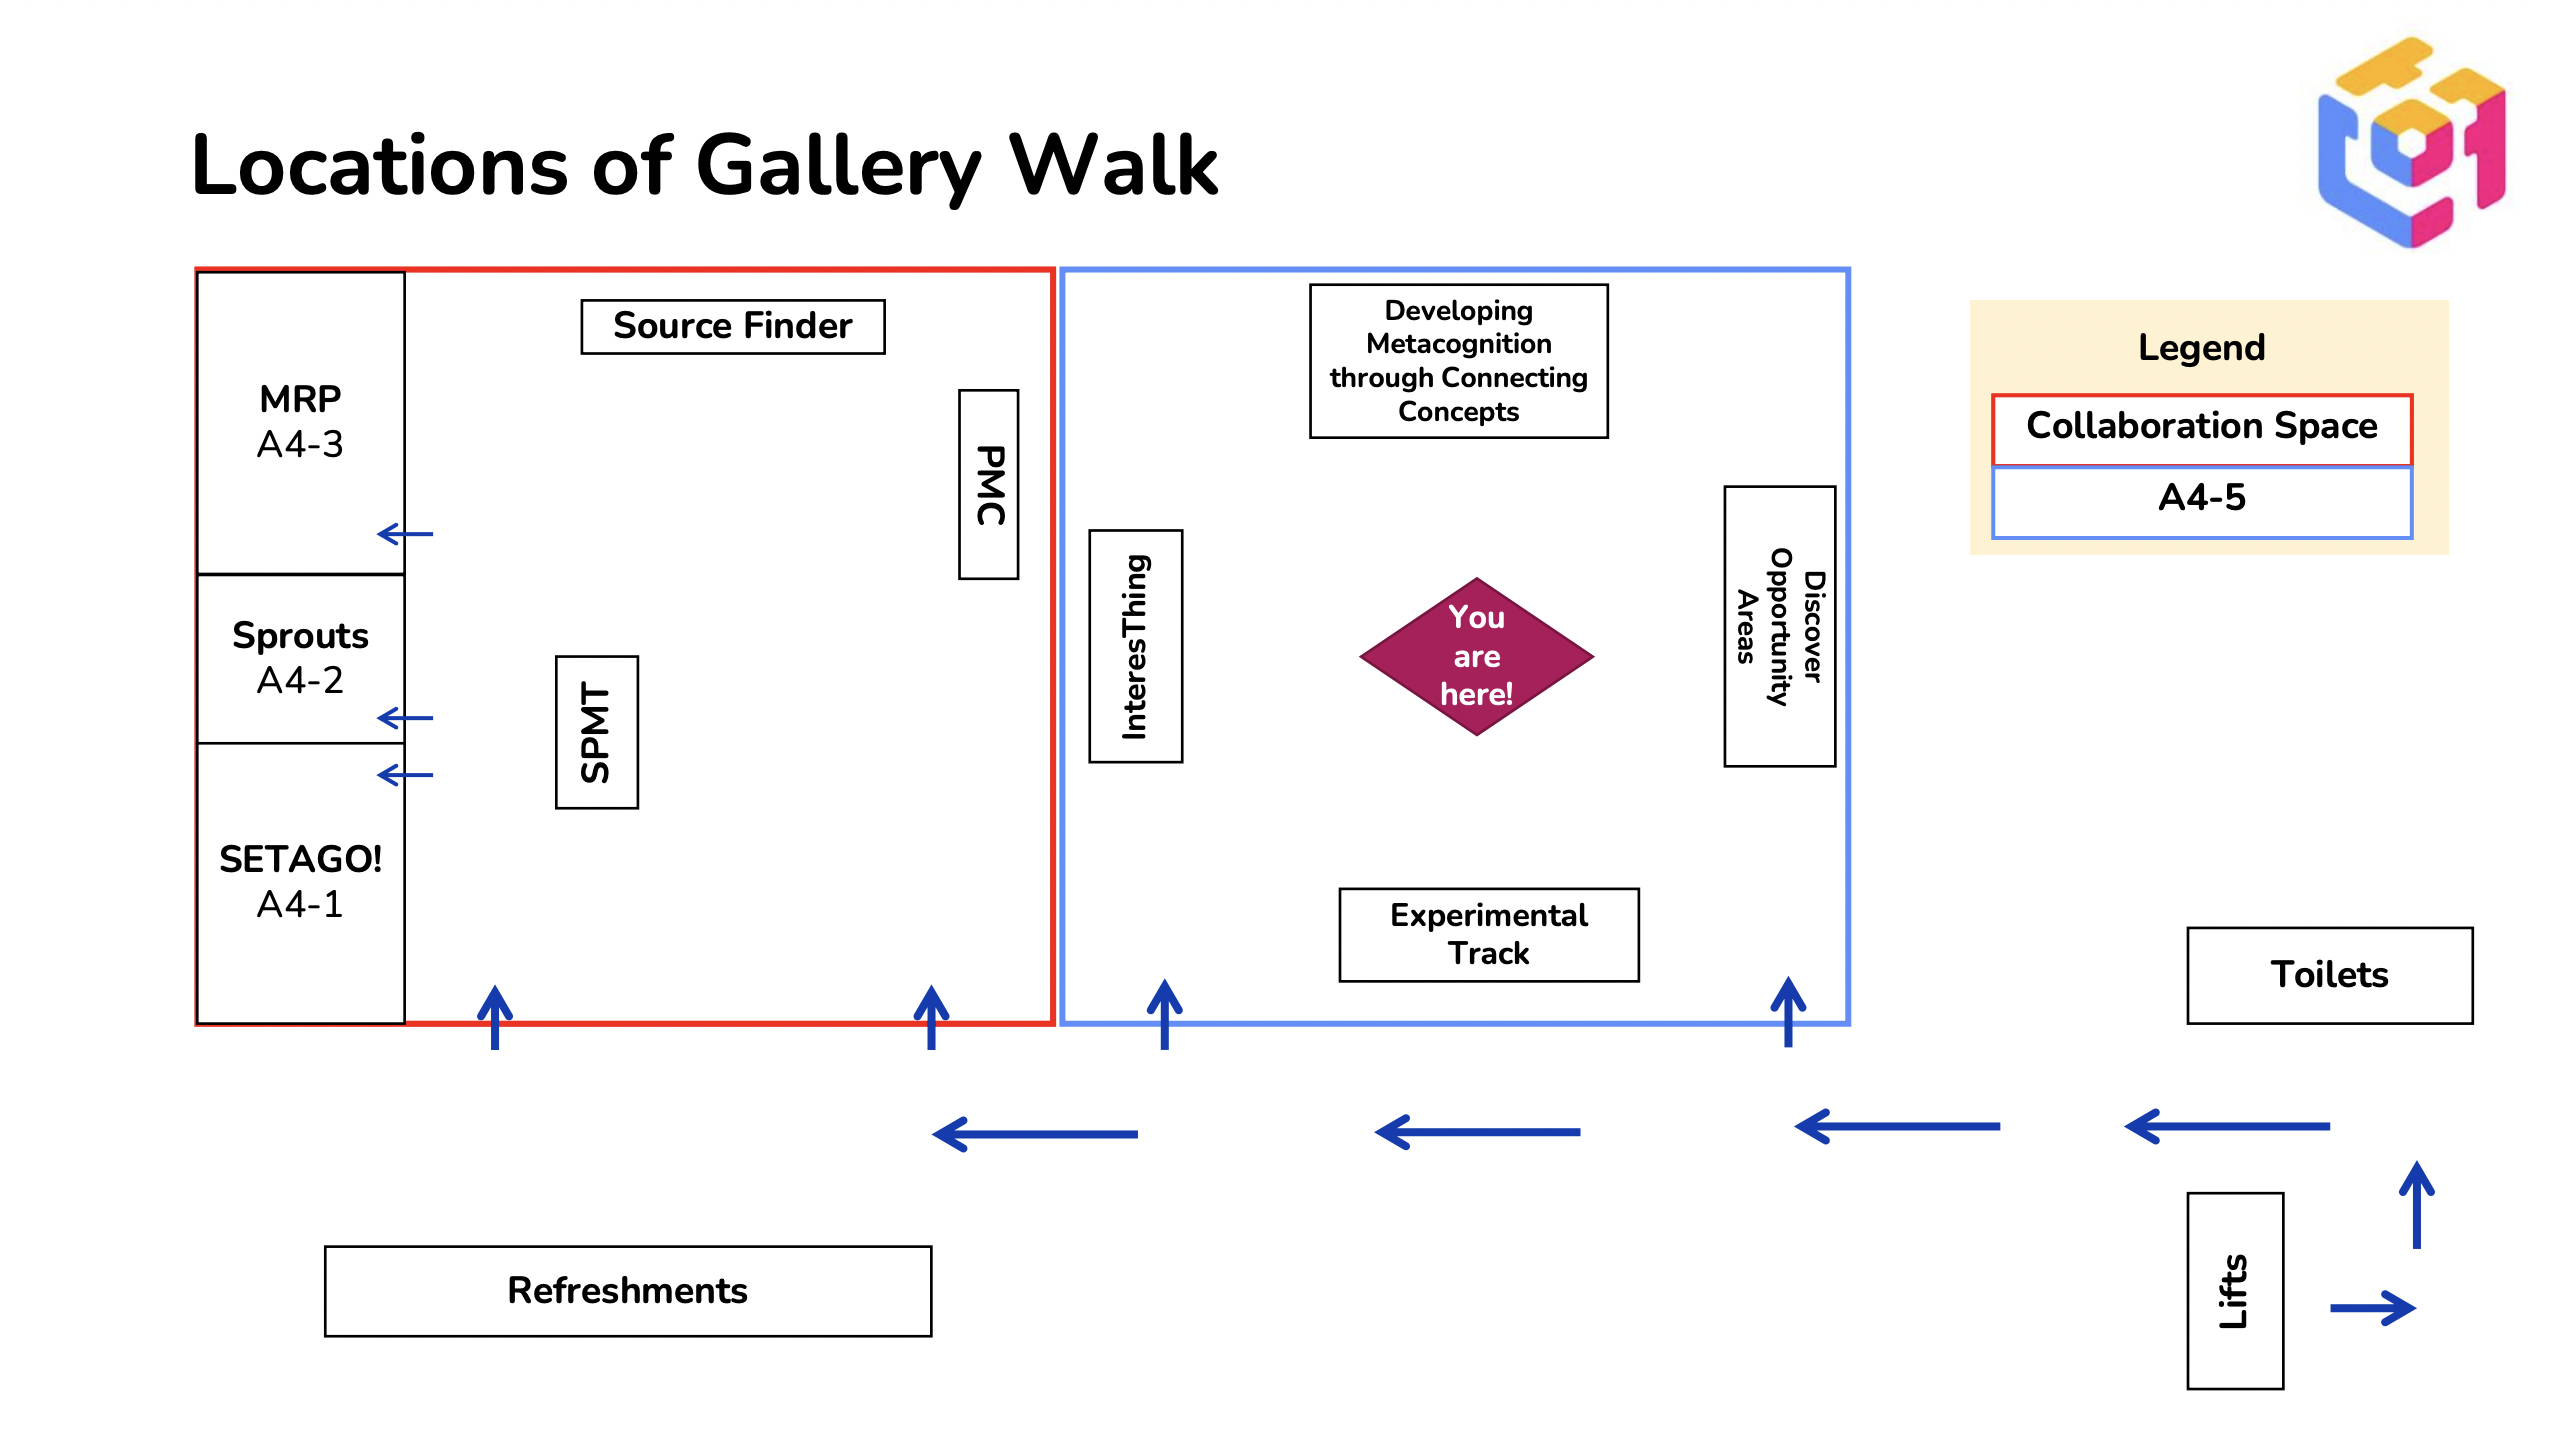 Locations of Gallery Walk
MRP
A4-3
Sprouts
A4-2
SETAGO!
A4-1
Source Finder
PMC
SPMT
Developing
Metacognition
through Connecting
Concepts
InteresThing
You
are
here!
Discover
Opportunity
Areas
Experimental
Track
Legend
Collaboration Space
A4-5
Toilets
Refreshments
Lifts